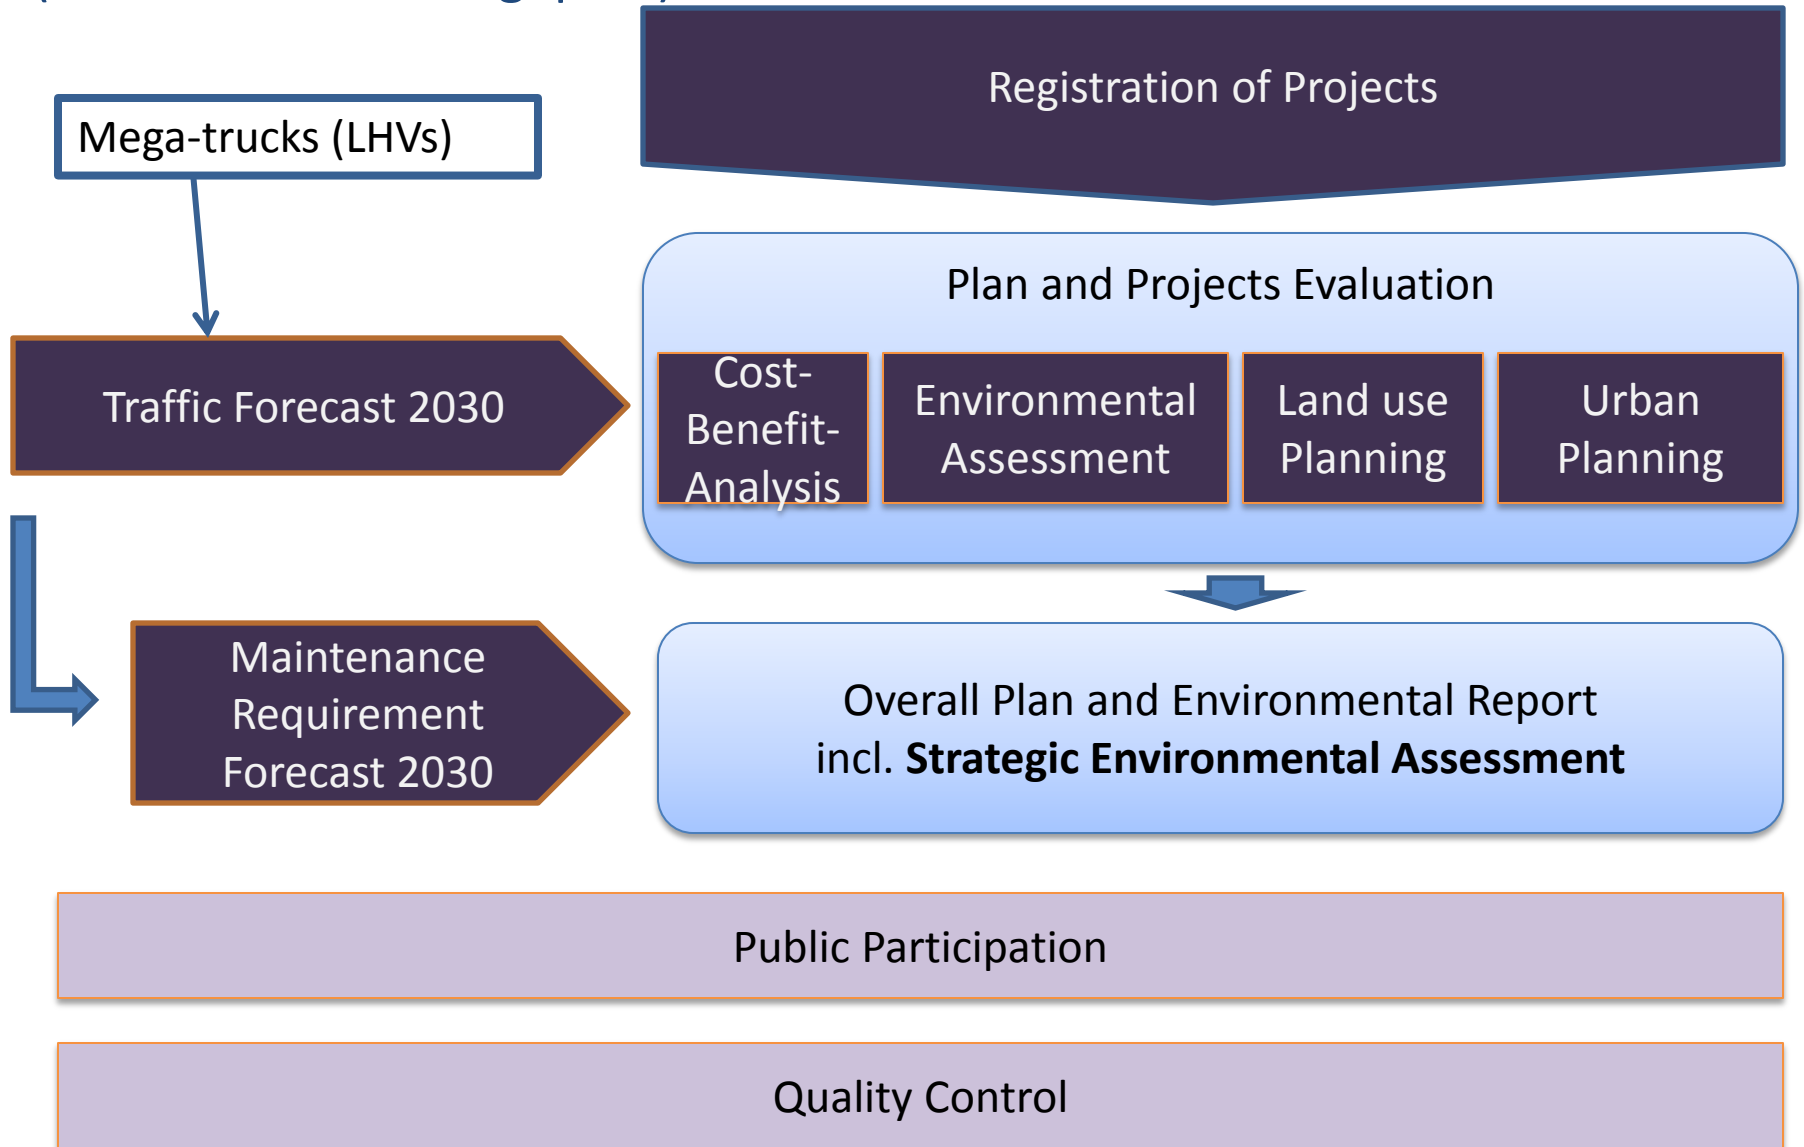 Registration of Projects
Mega-trucks (LHVs)
Plan and Projects Evaluation
Traffic Forecast 2030
Cost-
Benefit-
Analysis
Environmental
Assessment
Land use
Planning
Urban
Planning
Maintenance
Requirement
Forecast 2030
Overall Plan and Environmental Report
incl. Strategic Environmental Assessment
Public Participation
Quality Control